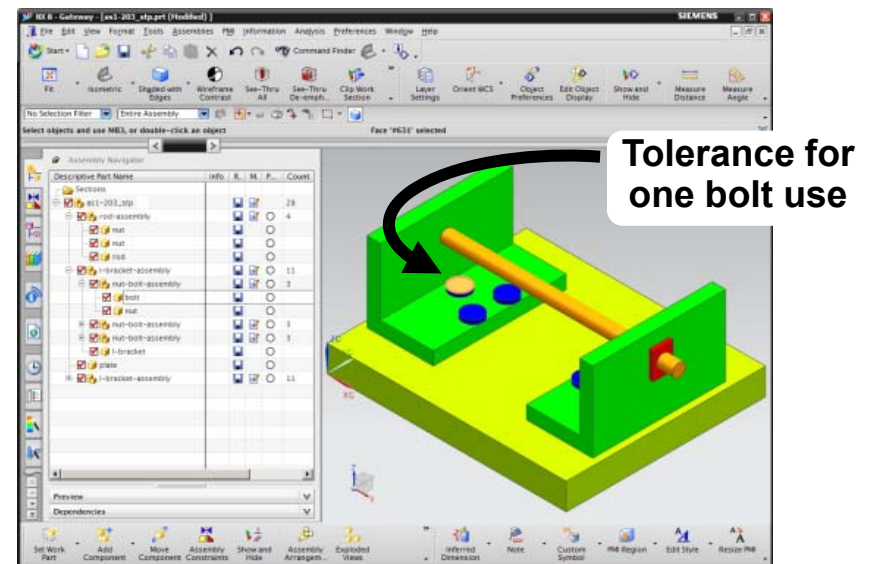 NX 8 - Gateway - [as1-203_stp.prt (Modified) ]
SIEMENS
File Edit View Format Tools Assemblies PMI Information Analysis Preferences Window Help
Start Command Finder
Fit Isometric Shaded with Edges Wireframe Contrast See-Thru All See-Thru De-emph... Clip Work Section Layer Settings Orient WCS Object Preferences Edit Object Display Show and Hide Measure Distance Measure Angle
No Selection Filter Entire Assembly
Select objects and use MB3, or double-click an object
Face "#631" selected
Tolerance for
one bolt use
Assembly Navigator
Descriptive Part Name Info R.. M. P... Count
Sections
as1-203_stp 28
rod-assembly 4
nut
nut
rod
l-bracket-assembly 11
nut-bolt-assembly 3
bolt
nut
nut-bolt-assembly 3
nut-bolt-assembly 3
l-bracket
plate
l-bracket-assembly 11
ZC
XC
Z
X
Preview
Dependencies
Set Work Part Add Component Move Component Assembly Constraints Show and Hide Assembly Arrangem... Exploded Views Inferred Dimension Note Custom Symbol PMI Region Edit Style Resize PMI